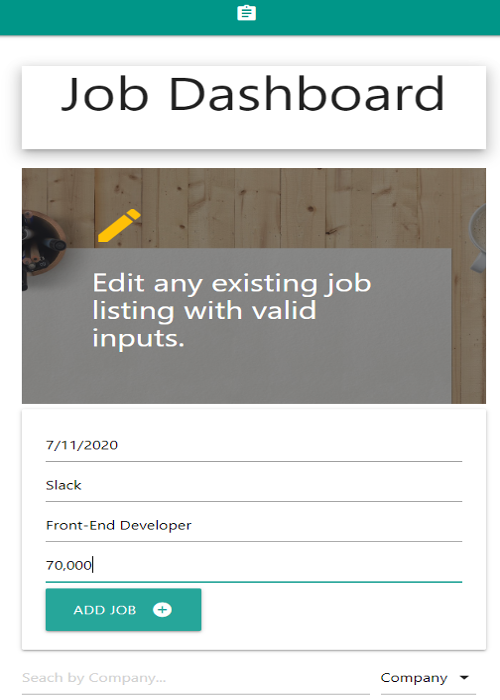 Job Dashboard
Edit any existing job
listing with valid
inputs.
7/11/2020
Slack
Front-End Developer
70,000
ADD JOB
Seach by Company...
Company